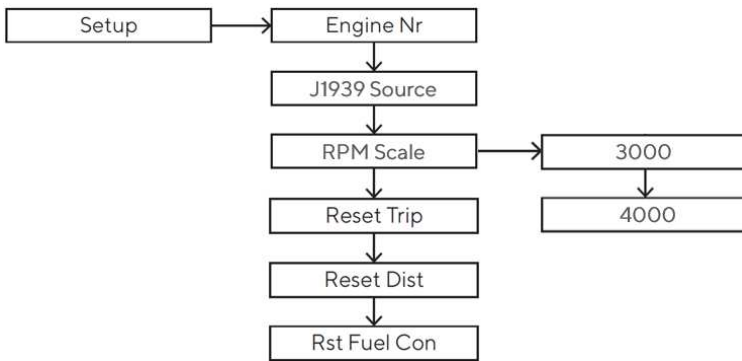 Setup
Engine Nr
J1939 Source
RPM Scale
3000
Reset Trip
4000
Reset Dist
Rst Fuel Con